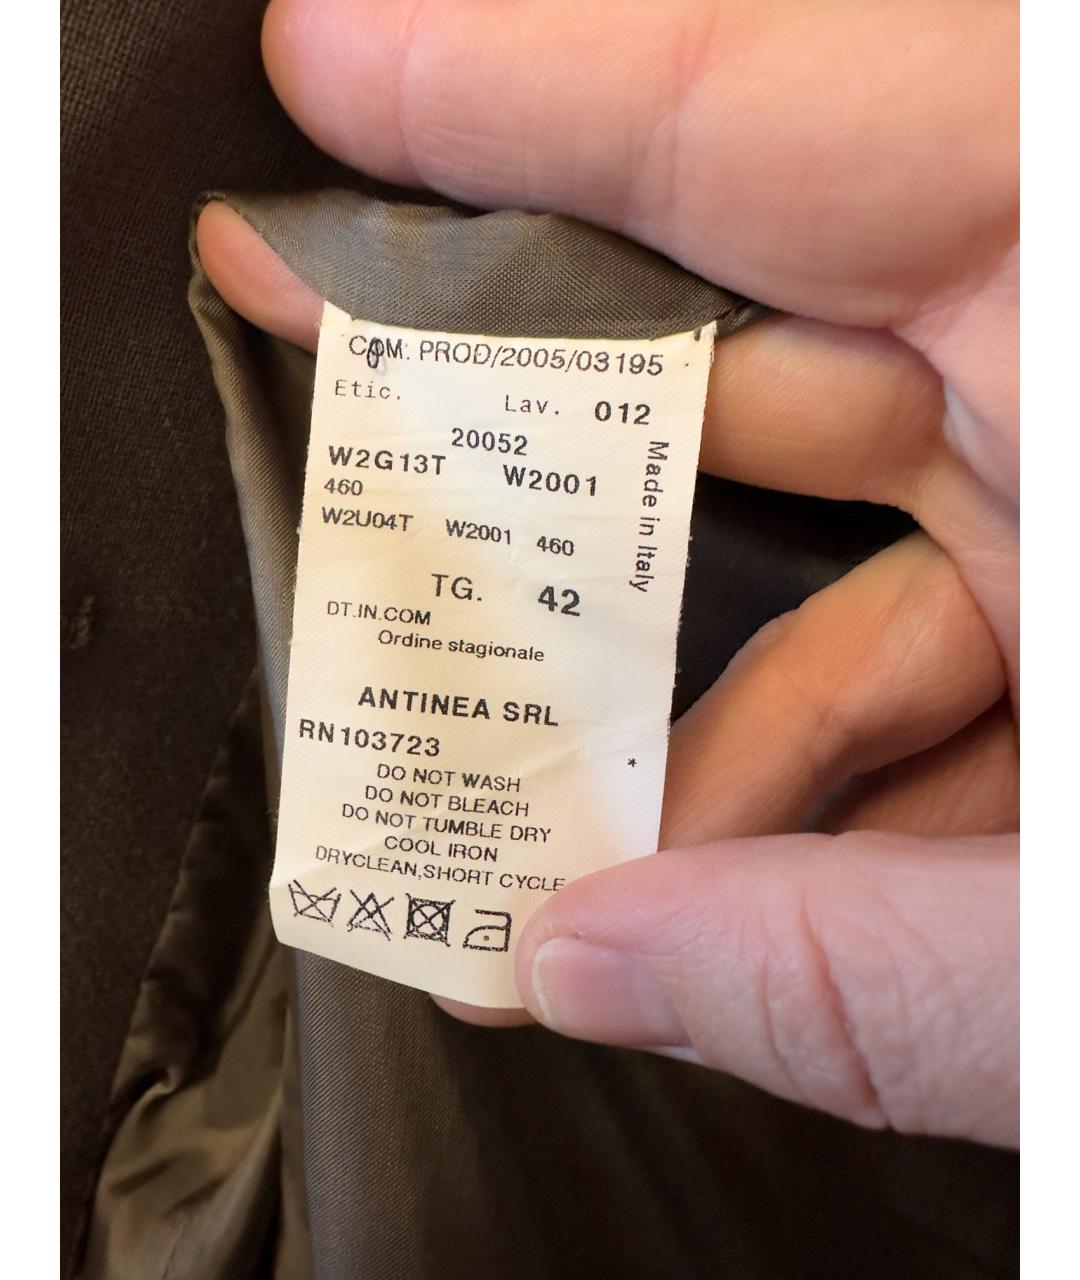 COM: PROD/2005/03195
Etic. Lav. 012
20052
W2G13T W2001
460
W2U04T W2001 460
TG. 42
DT.IN.COM
Ordine stagionale
Made in Italy
ANTINEA SRL
RN103723
*
DO NOT WASH
DO NOT BLEACH
DO NOT TUMBLE DRY
COOL IRON
DRYCLEAN,SHORT CYCLE